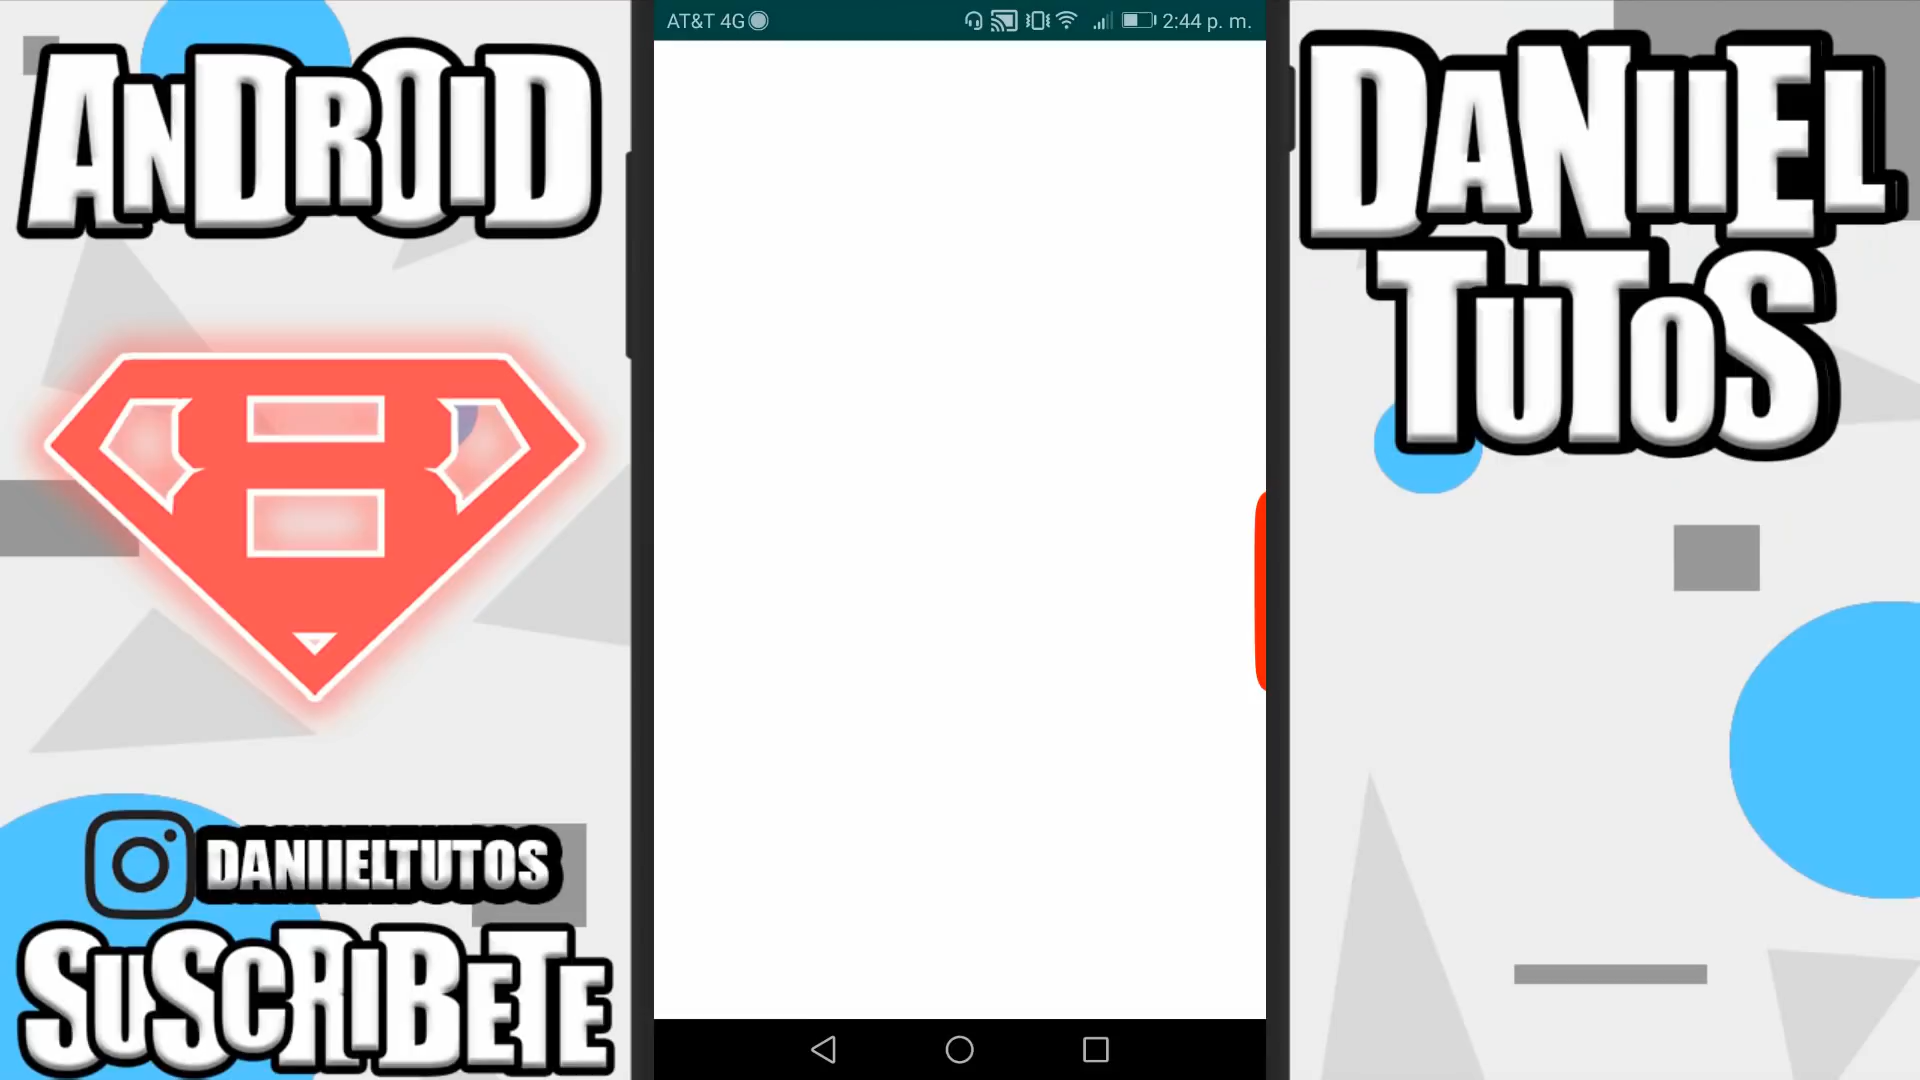 AnDROiD
DANiiEL
TuToS
AT&T 4G 2:44 p. m.
DANIIELTUTOS
SuScRiBETE